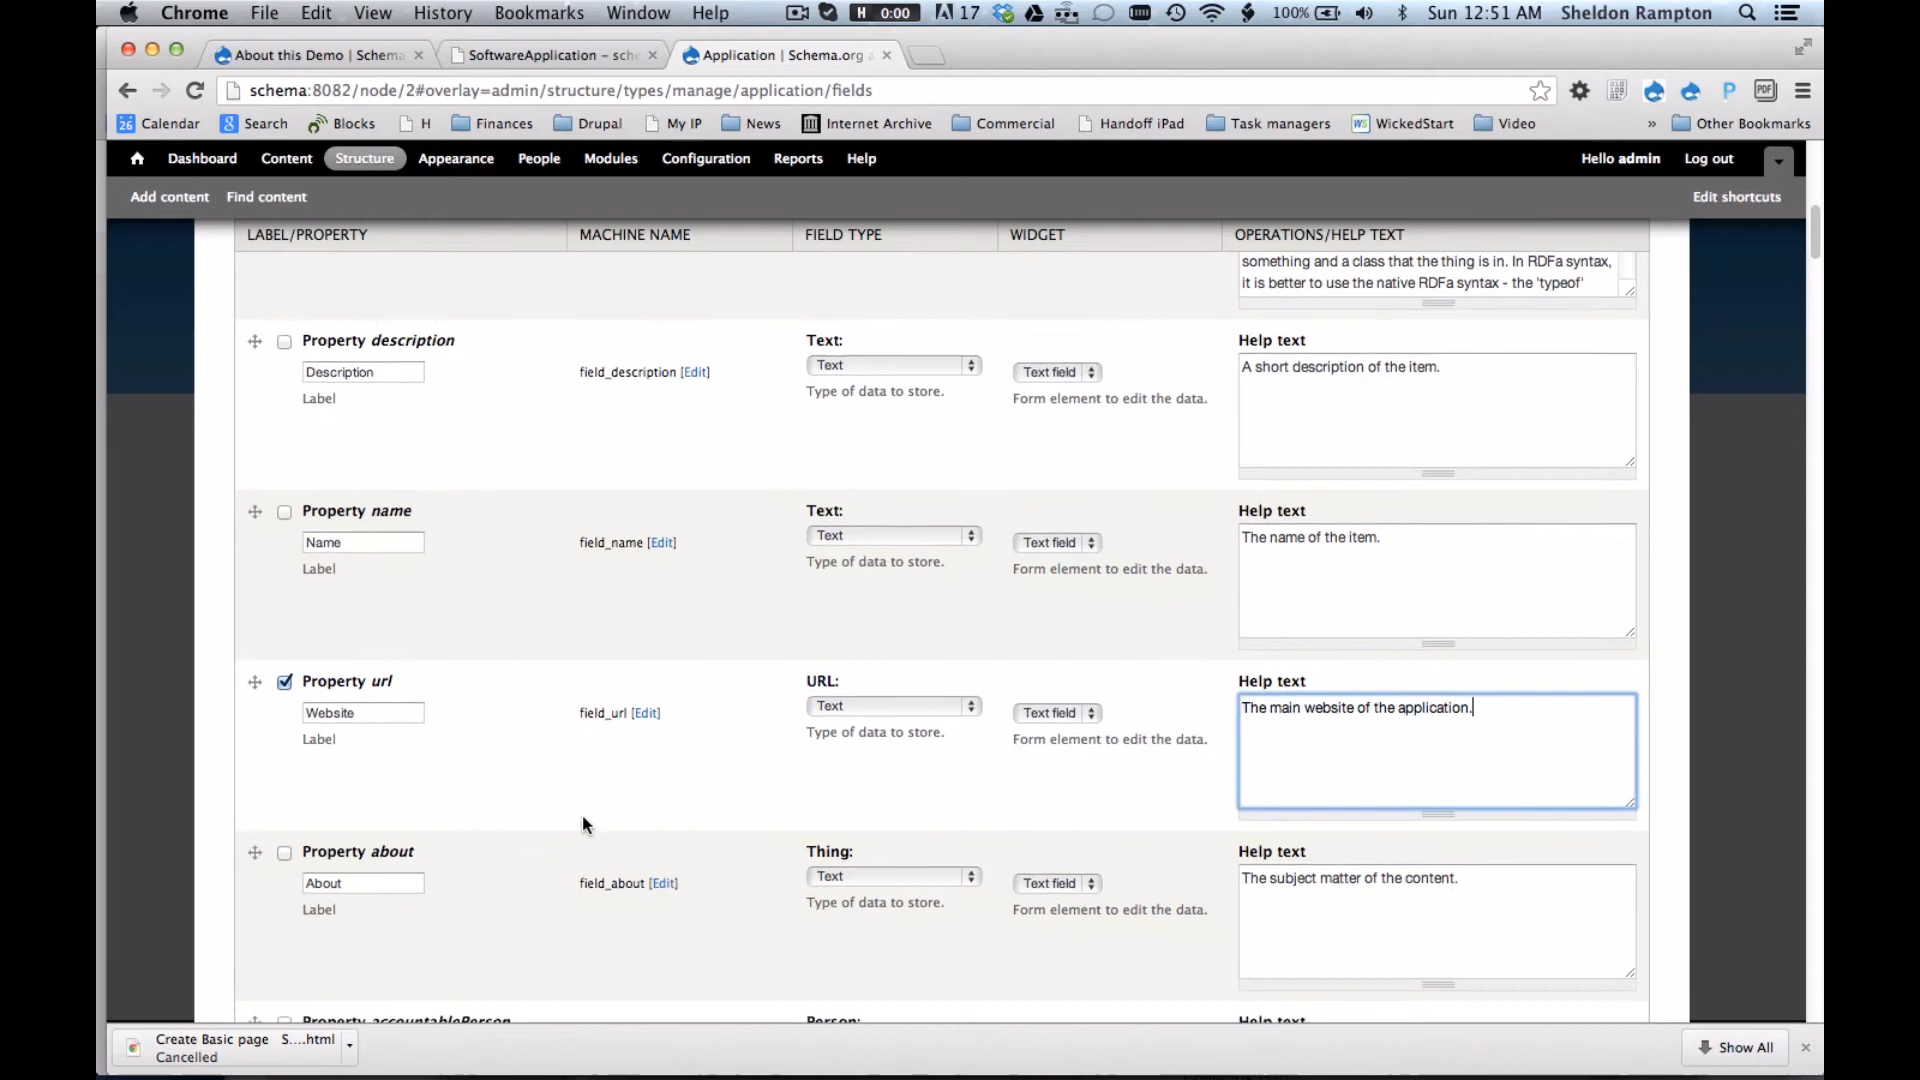 Chrome File Edit View History Bookmarks Window Help H 0:00 17 100% Sun 12:51 AM Sheldon Rampton
About this Demo | Schema SoftwareApplication – sche Application | Schema.org a
schema:8082/node/2#overlay=admin/structure/types/manage/application/fields
26 Calendar 8 Search Blocks H Finances Drupal My IP News Internet Archive Commercial Handoff iPad Task managers WS WickedStart Video » Other Bookmarks
Dashboard Content Structure Appearance People Modules Configuration Reports Help Hello admin Log out
Add content Find content Edit shortcuts
LABEL/PROPERTY MACHINE NAME FIELD TYPE WIDGET OPERATIONS/HELP TEXT
something and a class that the thing is in. In RDFa syntax,
it is better to use the native RDFa syntax - the 'typeof'
Property description Text: Help text
Description field_description [Edit] Text Text field A short description of the item.
Label Type of data to store. Form element to edit the data.
Property name Text: Help text
Name field_name [Edit] Text Text field The name of the item.
Label Type of data to store. Form element to edit the data.
Property url URL: Help text
Website field_url [Edit] Text Text field The main website of the application.
Label Type of data to store. Form element to edit the data.
Property about Thing: Help text
About field_about [Edit] Text Text field The subject matter of the content.
Label Type of data to store. Form element to edit the data.
Property accountablePerson Person: Help text
Create Basic page S....html Show All
Cancelled